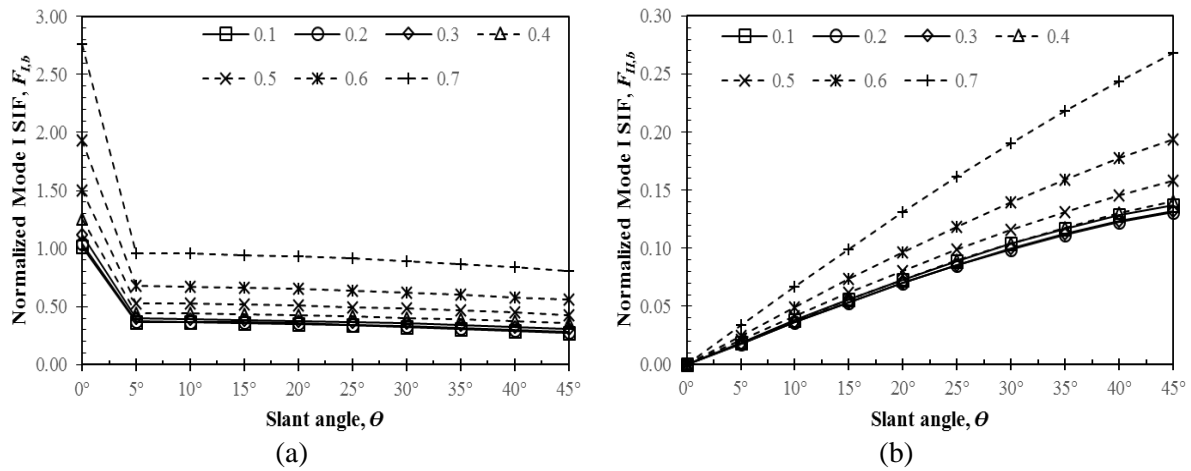 3.00
2.50
2.00
1.50
1.00
0.50
0.00
Normalized Mode I SIF, F_{I,b}
0.1 0.2 0.3 0.4
0.5 0.6 0.7
0° 5° 10° 15° 20° 25° 30° 35° 40° 45°
Slant angle, θ
(a)
0.30
0.25
0.20
0.15
0.10
0.05
0.00
Normalized Mode I SIF, F_{II,b}
0.1 0.2 0.3 0.4
0.5 0.6 0.7
0° 5° 10° 15° 20° 25° 30° 35° 40° 45°
Slant angle, θ
(b)